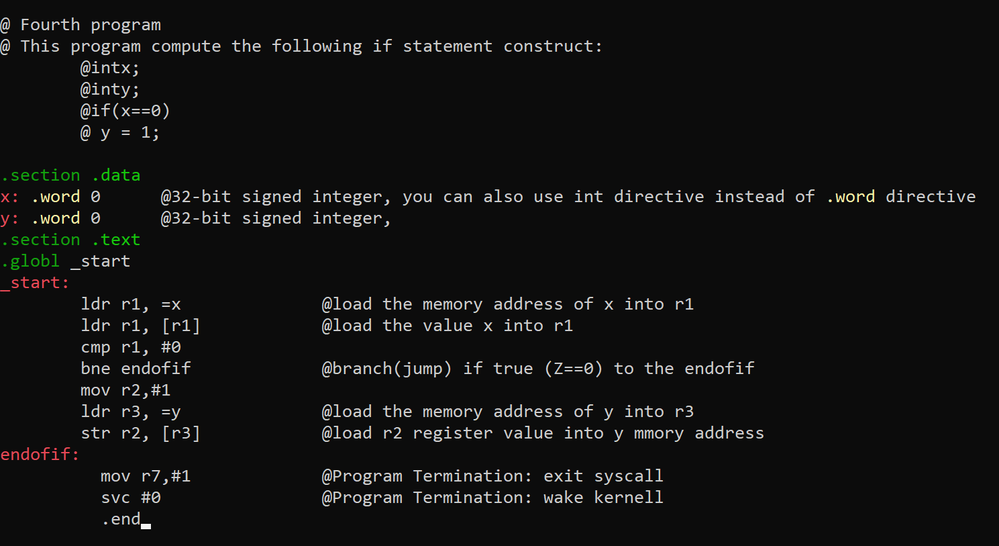 @ Fourth program
@ This program compute the following if statement construct:
@intx;
@inty;
@if(x==0)
@ y = 1;
.section .data
x: .word 0 @32-bit signed integer, you can also use int directive instead of .word directive
y: .word 0 @32-bit signed integer,
.section .text
.globl _start
_start:
ldr r1, =x @load the memory address of x into r1
ldr r1, [r1] @load the value x into r1
cmp r1, #0
bne endofif @branch(jump) if true (Z==0) to the endofif
mov r2,#1
ldr r3, =y @load the memory address of y into r3
str r2, [r3] @load r2 register value into y mmory address
endofif:
mov r7,#1 @Program Termination: exit syscall
svc #0 @Program Termination: wake kernell
.end